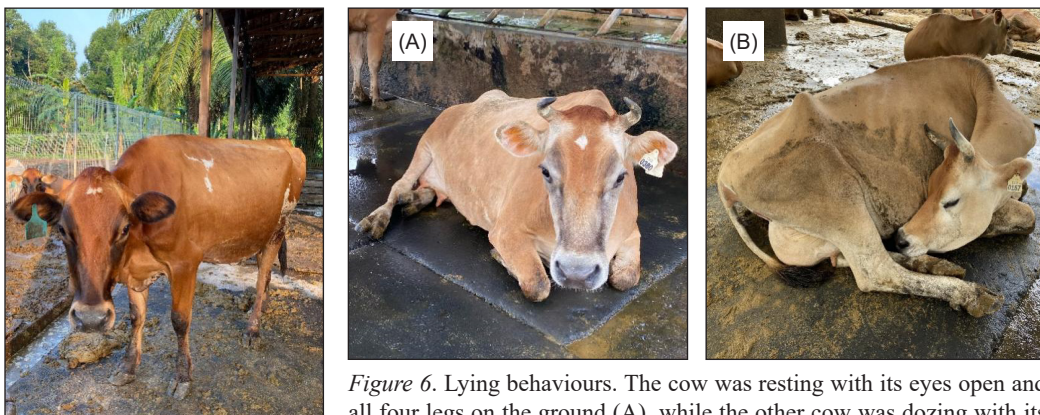 (A)
(B)
0157
Figure 6. Lying behaviours. The cow was resting with its eyes open and
all four legs on the ground (A), while the other cow was dozing with its